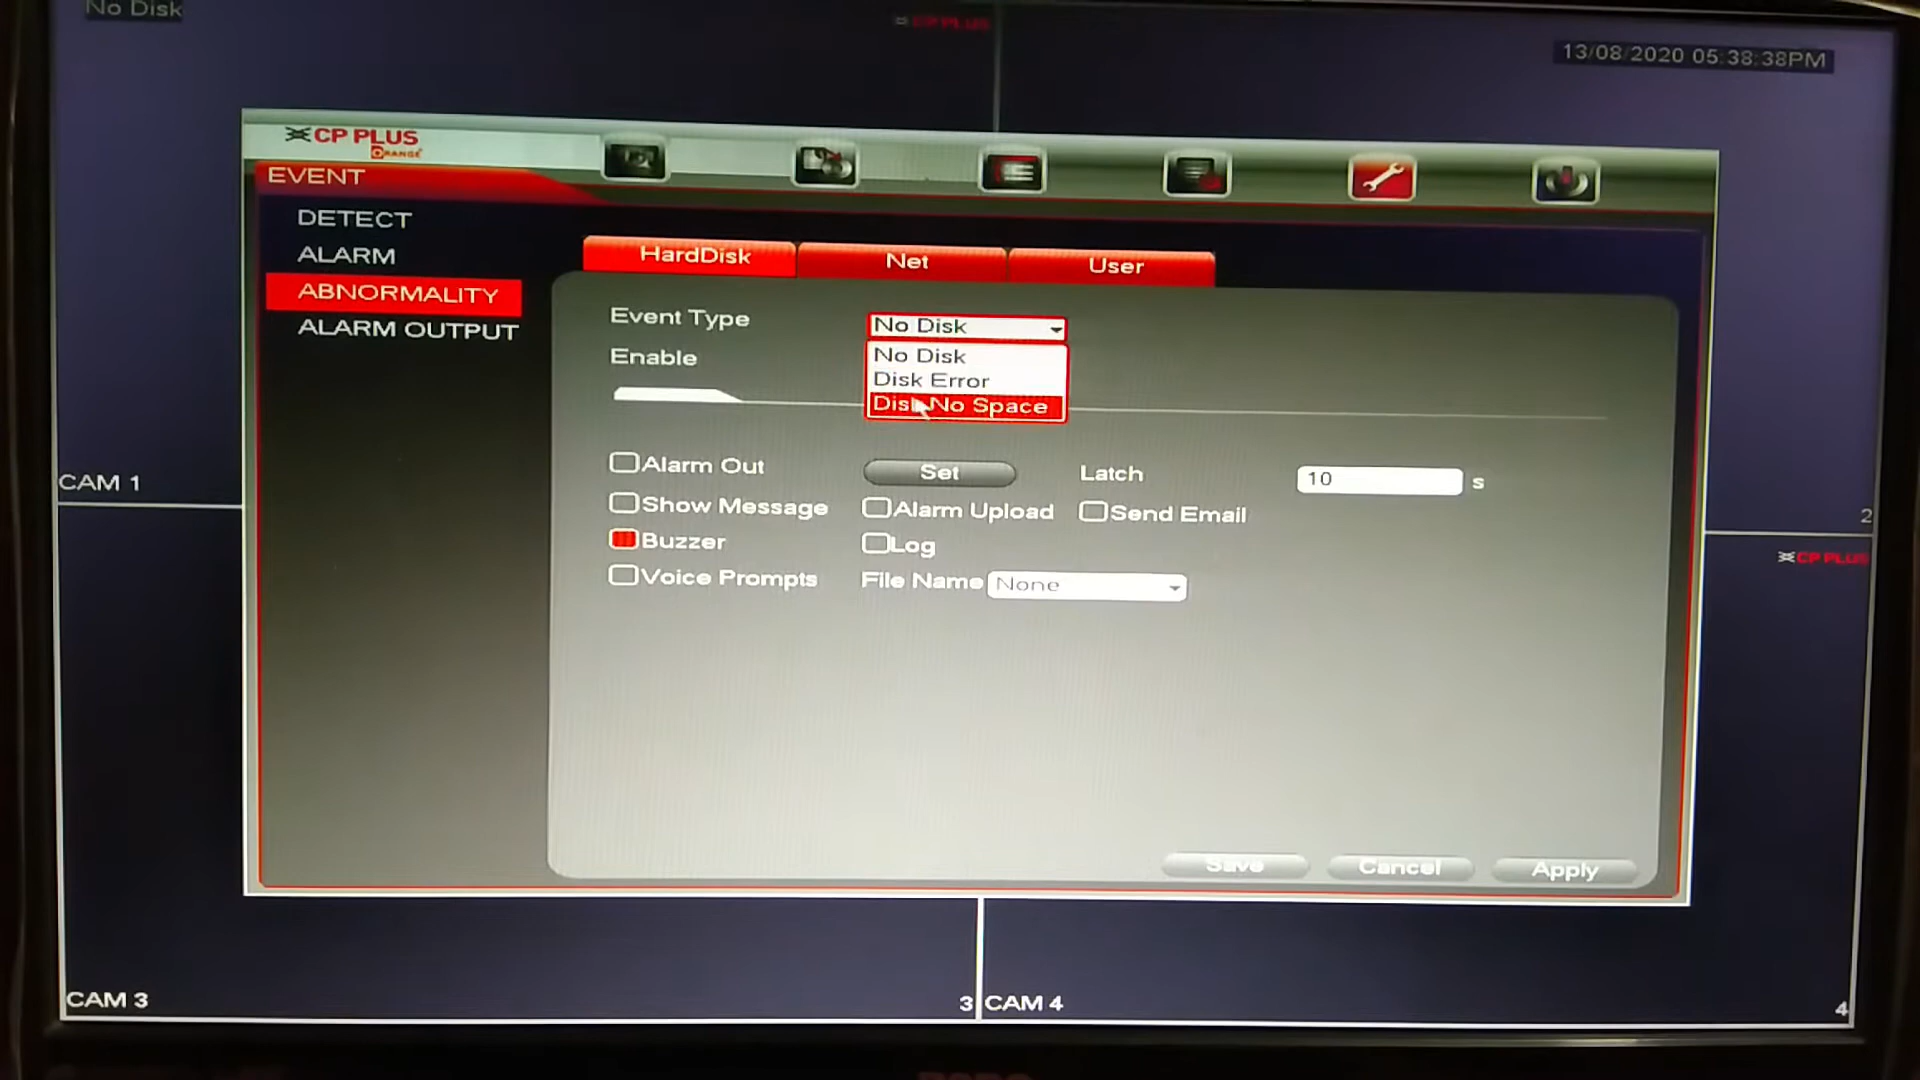 No Disk
CP PLUS
13/08/2020 05:38:38PM
CP PLUS
ORANGE
EVENT
DETECT
ALARM
ABNORMALITY
ALARM OUTPUT
HardDisk
Net
User
Event Type
No Disk
Enable
No Disk
Disk Error
Disk No Space
Alarm Out
Set
Latch
10
s
Show Message
Alarm Upload
Send Email
Buzzer
Log
Voice Prompts
File Name
None
Save
Cancel
Apply
CAM 1
2
CP PLUS
CAM 3
3
CAM 4
4